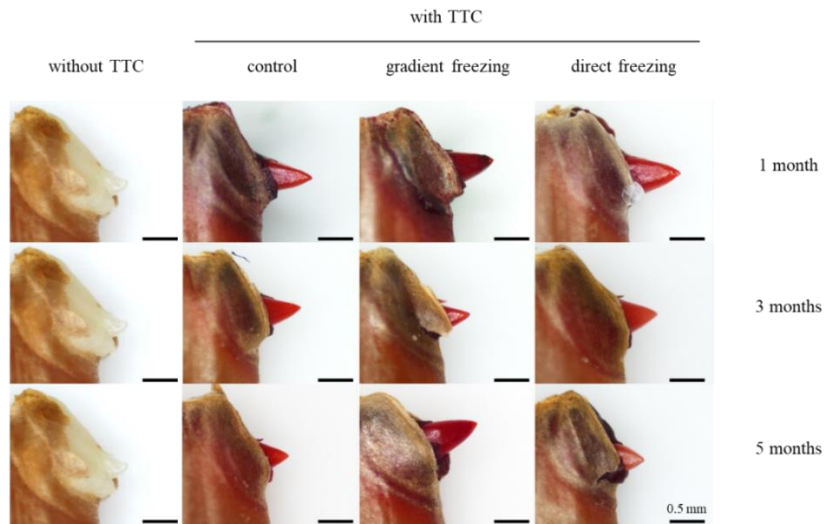 with TTC
without TTC control gradient freezing direct freezing
1 month
3 months
5 months
0.5 mm